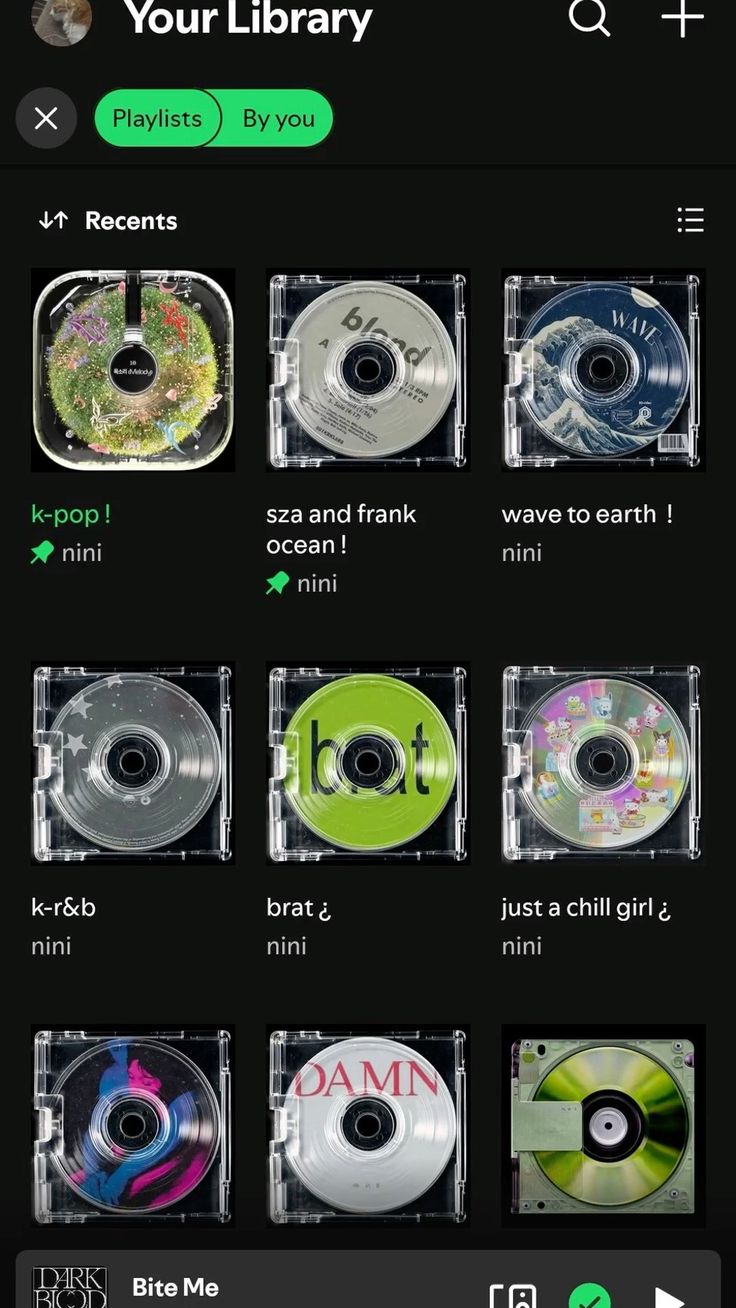 Your Library
Playlists
By you
Recents
blond
WAVE
k-pop !
nini
sza and frank
ocean !
nini
wave to earth !
nini
brat
k-r&b
nini
brat ¿
nini
just a chill girl ¿
nini
DAMN
DARK
BLOOD
Bite Me